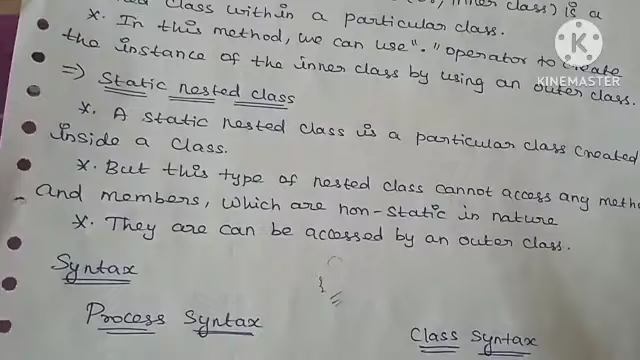 class within a particular class.
*. In this method, we can use "." operator to create
the instance of the inner class by using an outer class.
=> Static nested class
*. A static nested class is a particular class created
inside a class.
*. But this type of nested class cannot access any
and members, which are non-static in nature
*. They are can be accessed by an outer class.
Syntax
Process Syntax
Class Syntax
KINEMASTER